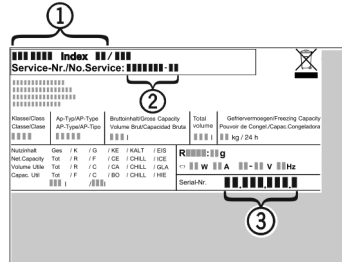 1
Index /
Service-Nr./No.Service: -
2
Klasse/Class Ap-Typ/AP-Type Bruttoinhalt/Gross Capacity Total Gefriervermoegen/Freezing Capacity
Classe/Clase AP-Type/AP-Tipo Volume Brut/Capacidad Bruta volume Pouvoir de Congel./Capac.Congeladora
l l kg / 24 h
Nutzinhalt Ges / K / G / KE / KALT / EIS
Net.Capacity Tot / R / F / CE / CHILL / ICE
Volume Utile Tot / R / C / CA / CHILL / GLA
Capac. Util Tot / F / C / BO / CHILL / HIE
l / l
R : g
W A - V Hz
Serial-Nr. . . .
3